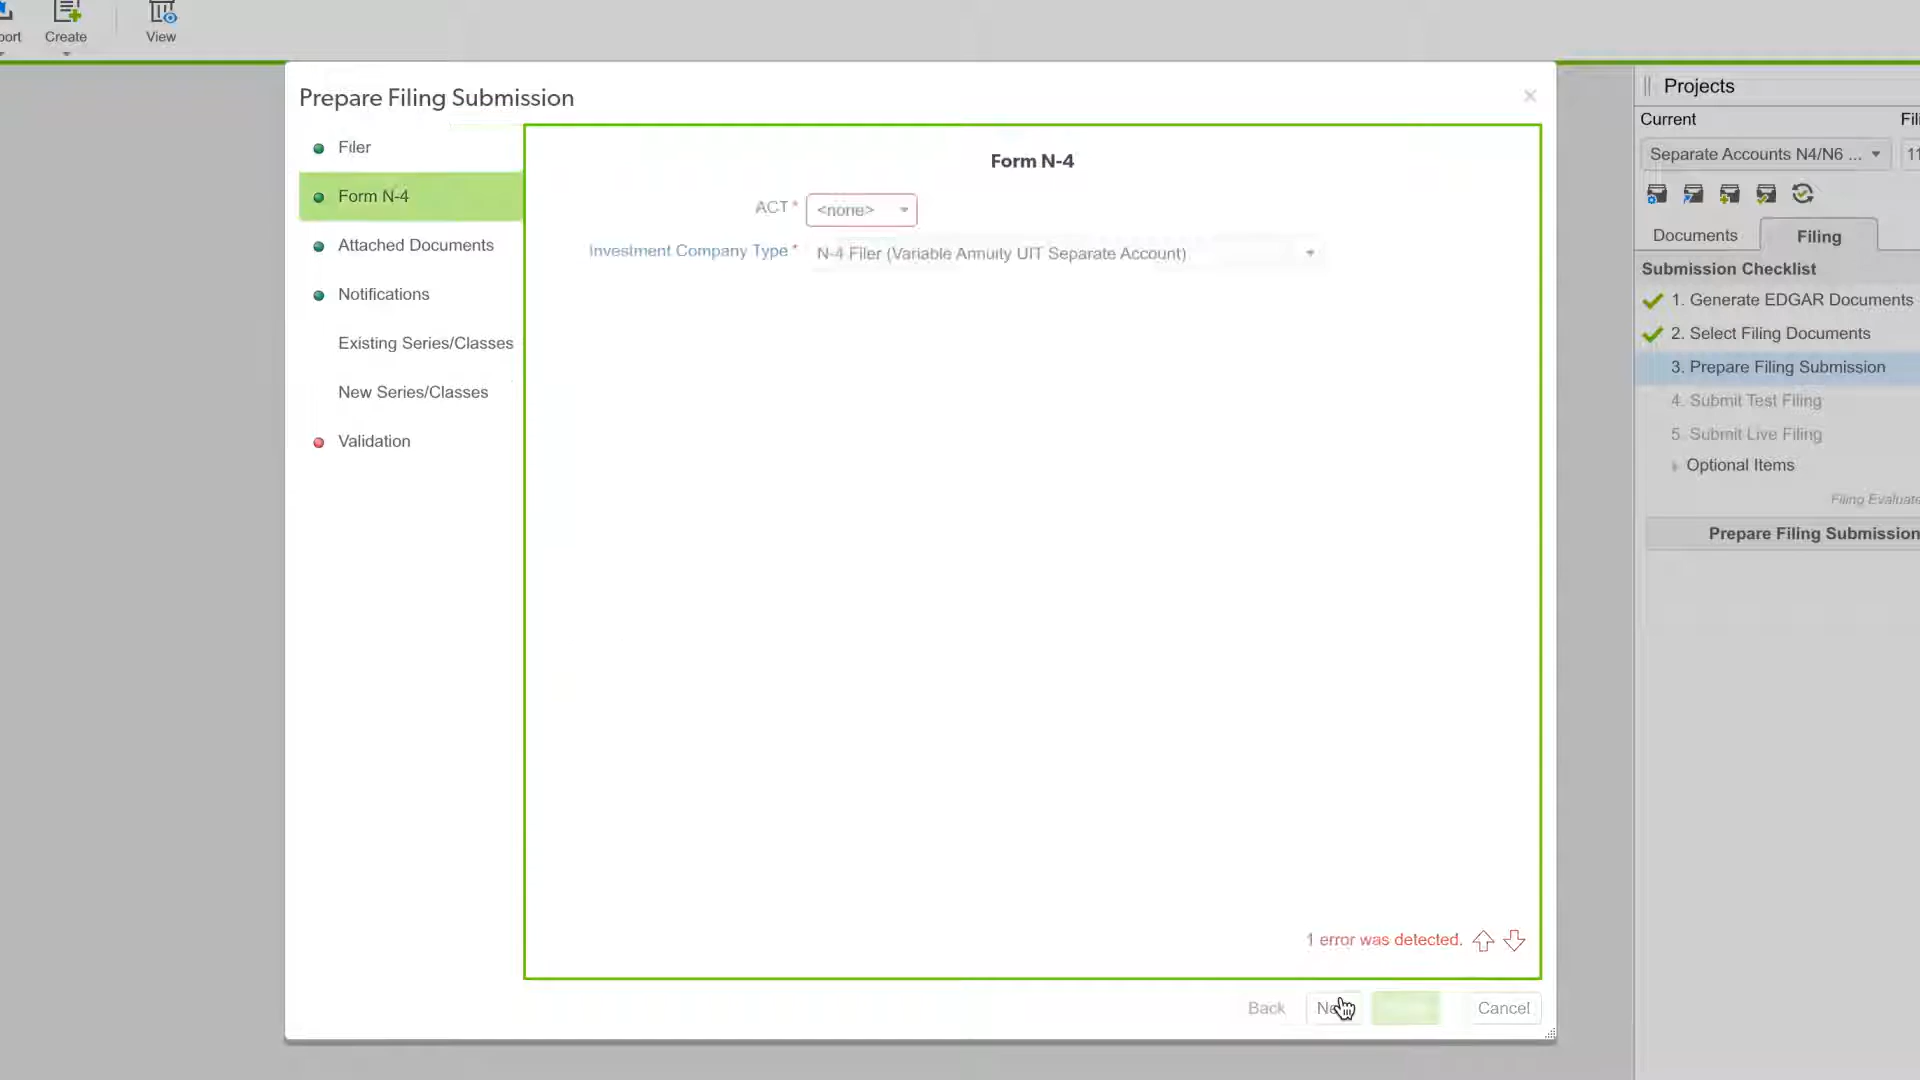 port
Create
View
Prepare Filing Submission
Filer
Form N-4
Attached Documents
Notifications
Existing Series/Classes
New Series/Classes
Validation
Form N-4
ACT *
<none>
Investment Company Type *
N-4 Filer (Variable Annuity UIT Separate Account)
1 error was detected.
Back
Cancel
Projects
Current
Separate Accounts N4/N6 ...
11
Documents
Filing
Submission Checklist
1. Generate EDGAR Documents
2. Select Filing Documents
3. Prepare Filing Submission
4. Submit Test Filing
5. Submit Live Filing
Optional Items
Filing Evaluate
Prepare Filing Submission